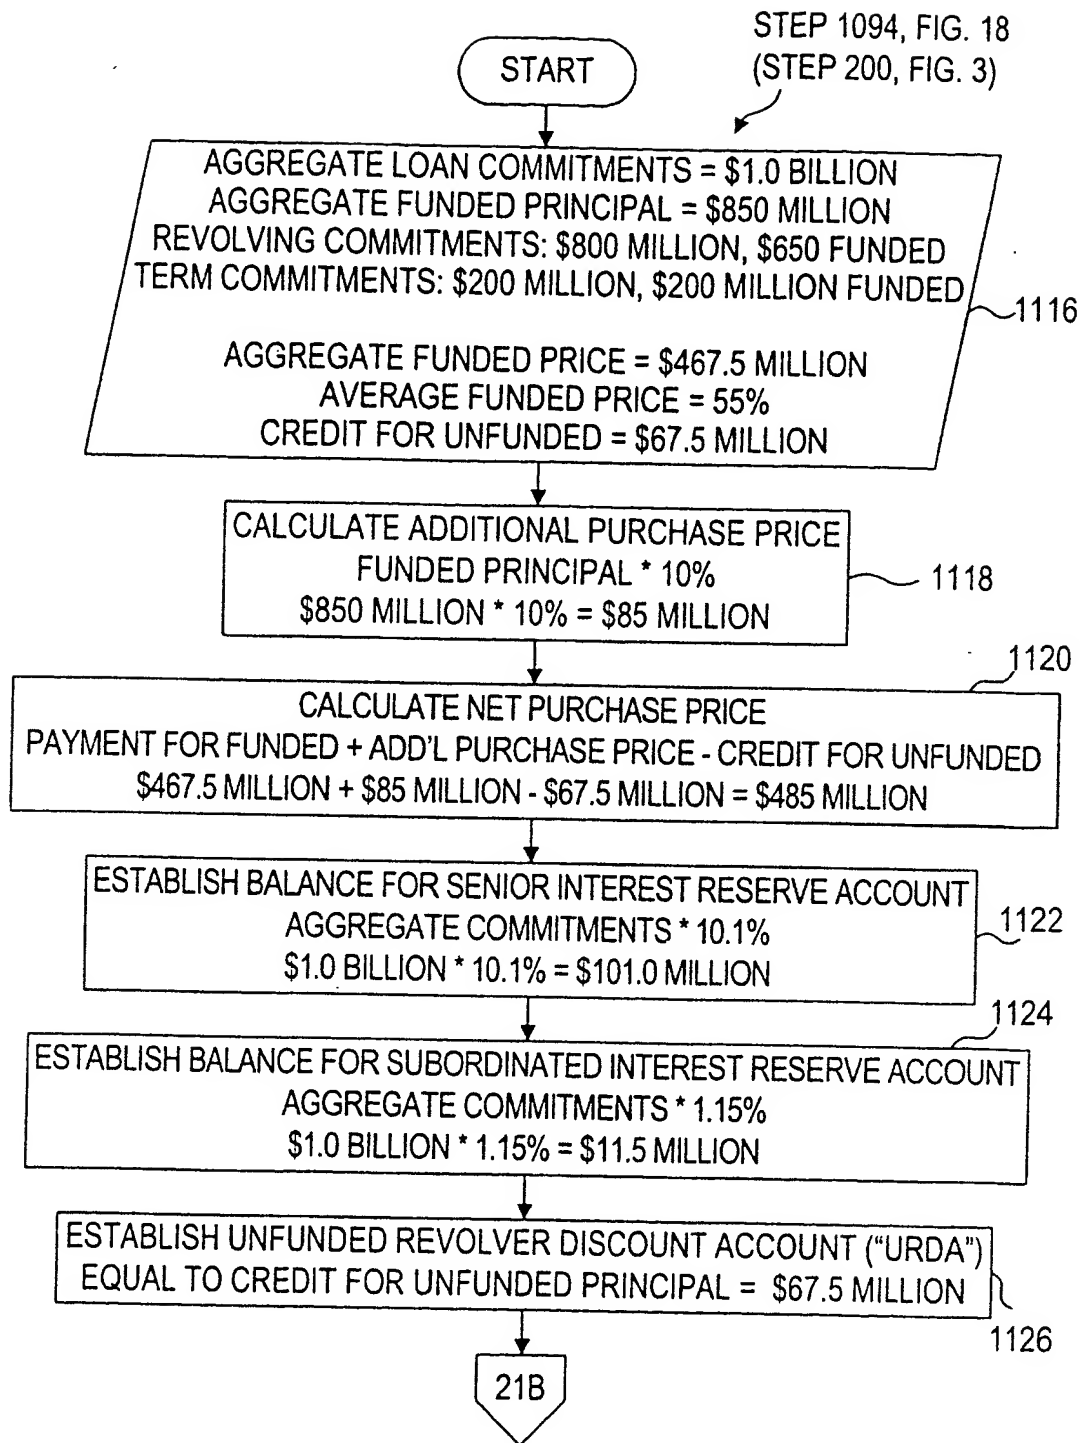 STEP 1094, FIG. 18
(STEP 200, FIG. 3)
START
AGGREGATE LOAN COMMITMENTS = $1.0 BILLION
AGGREGATE FUNDED PRINCIPAL = $850 MILLION
REVOLVING COMMITMENTS: $800 MILLION, $650 FUNDED
TERM COMMITMENTS: $200 MILLION, $200 MILLION FUNDED
1116
AGGREGATE FUNDED PRICE = $467.5 MILLION
AVERAGE FUNDED PRICE = 55%
CREDIT FOR UNFUNDED = $67.5 MILLION
CALCULATE ADDITIONAL PURCHASE PRICE
FUNDED PRINCIPAL * 10%
$850 MILLION * 10% = $85 MILLION
1118
1120
CALCULATE NET PURCHASE PRICE
PAYMENT FOR FUNDED + ADD'L PURCHASE PRICE - CREDIT FOR UNFUNDED
$467.5 MILLION + $85 MILLION - $67.5 MILLION = $485 MILLION
ESTABLISH BALANCE FOR SENIOR INTEREST RESERVE ACCOUNT
AGGREGATE COMMITMENTS * 10.1%
$1.0 BILLION * 10.1% = $101.0 MILLION
1122
1124
ESTABLISH BALANCE FOR SUBORDINATED INTEREST RESERVE ACCOUNT
AGGREGATE COMMITMENTS * 1.15%
$1.0 BILLION * 1.15% = $11.5 MILLION
ESTABLISH UNFUNDED REVOLVER DISCOUNT ACCOUNT ("URDA")
EQUAL TO CREDIT FOR UNFUNDED PRINCIPAL = $67.5 MILLION
1126
21B